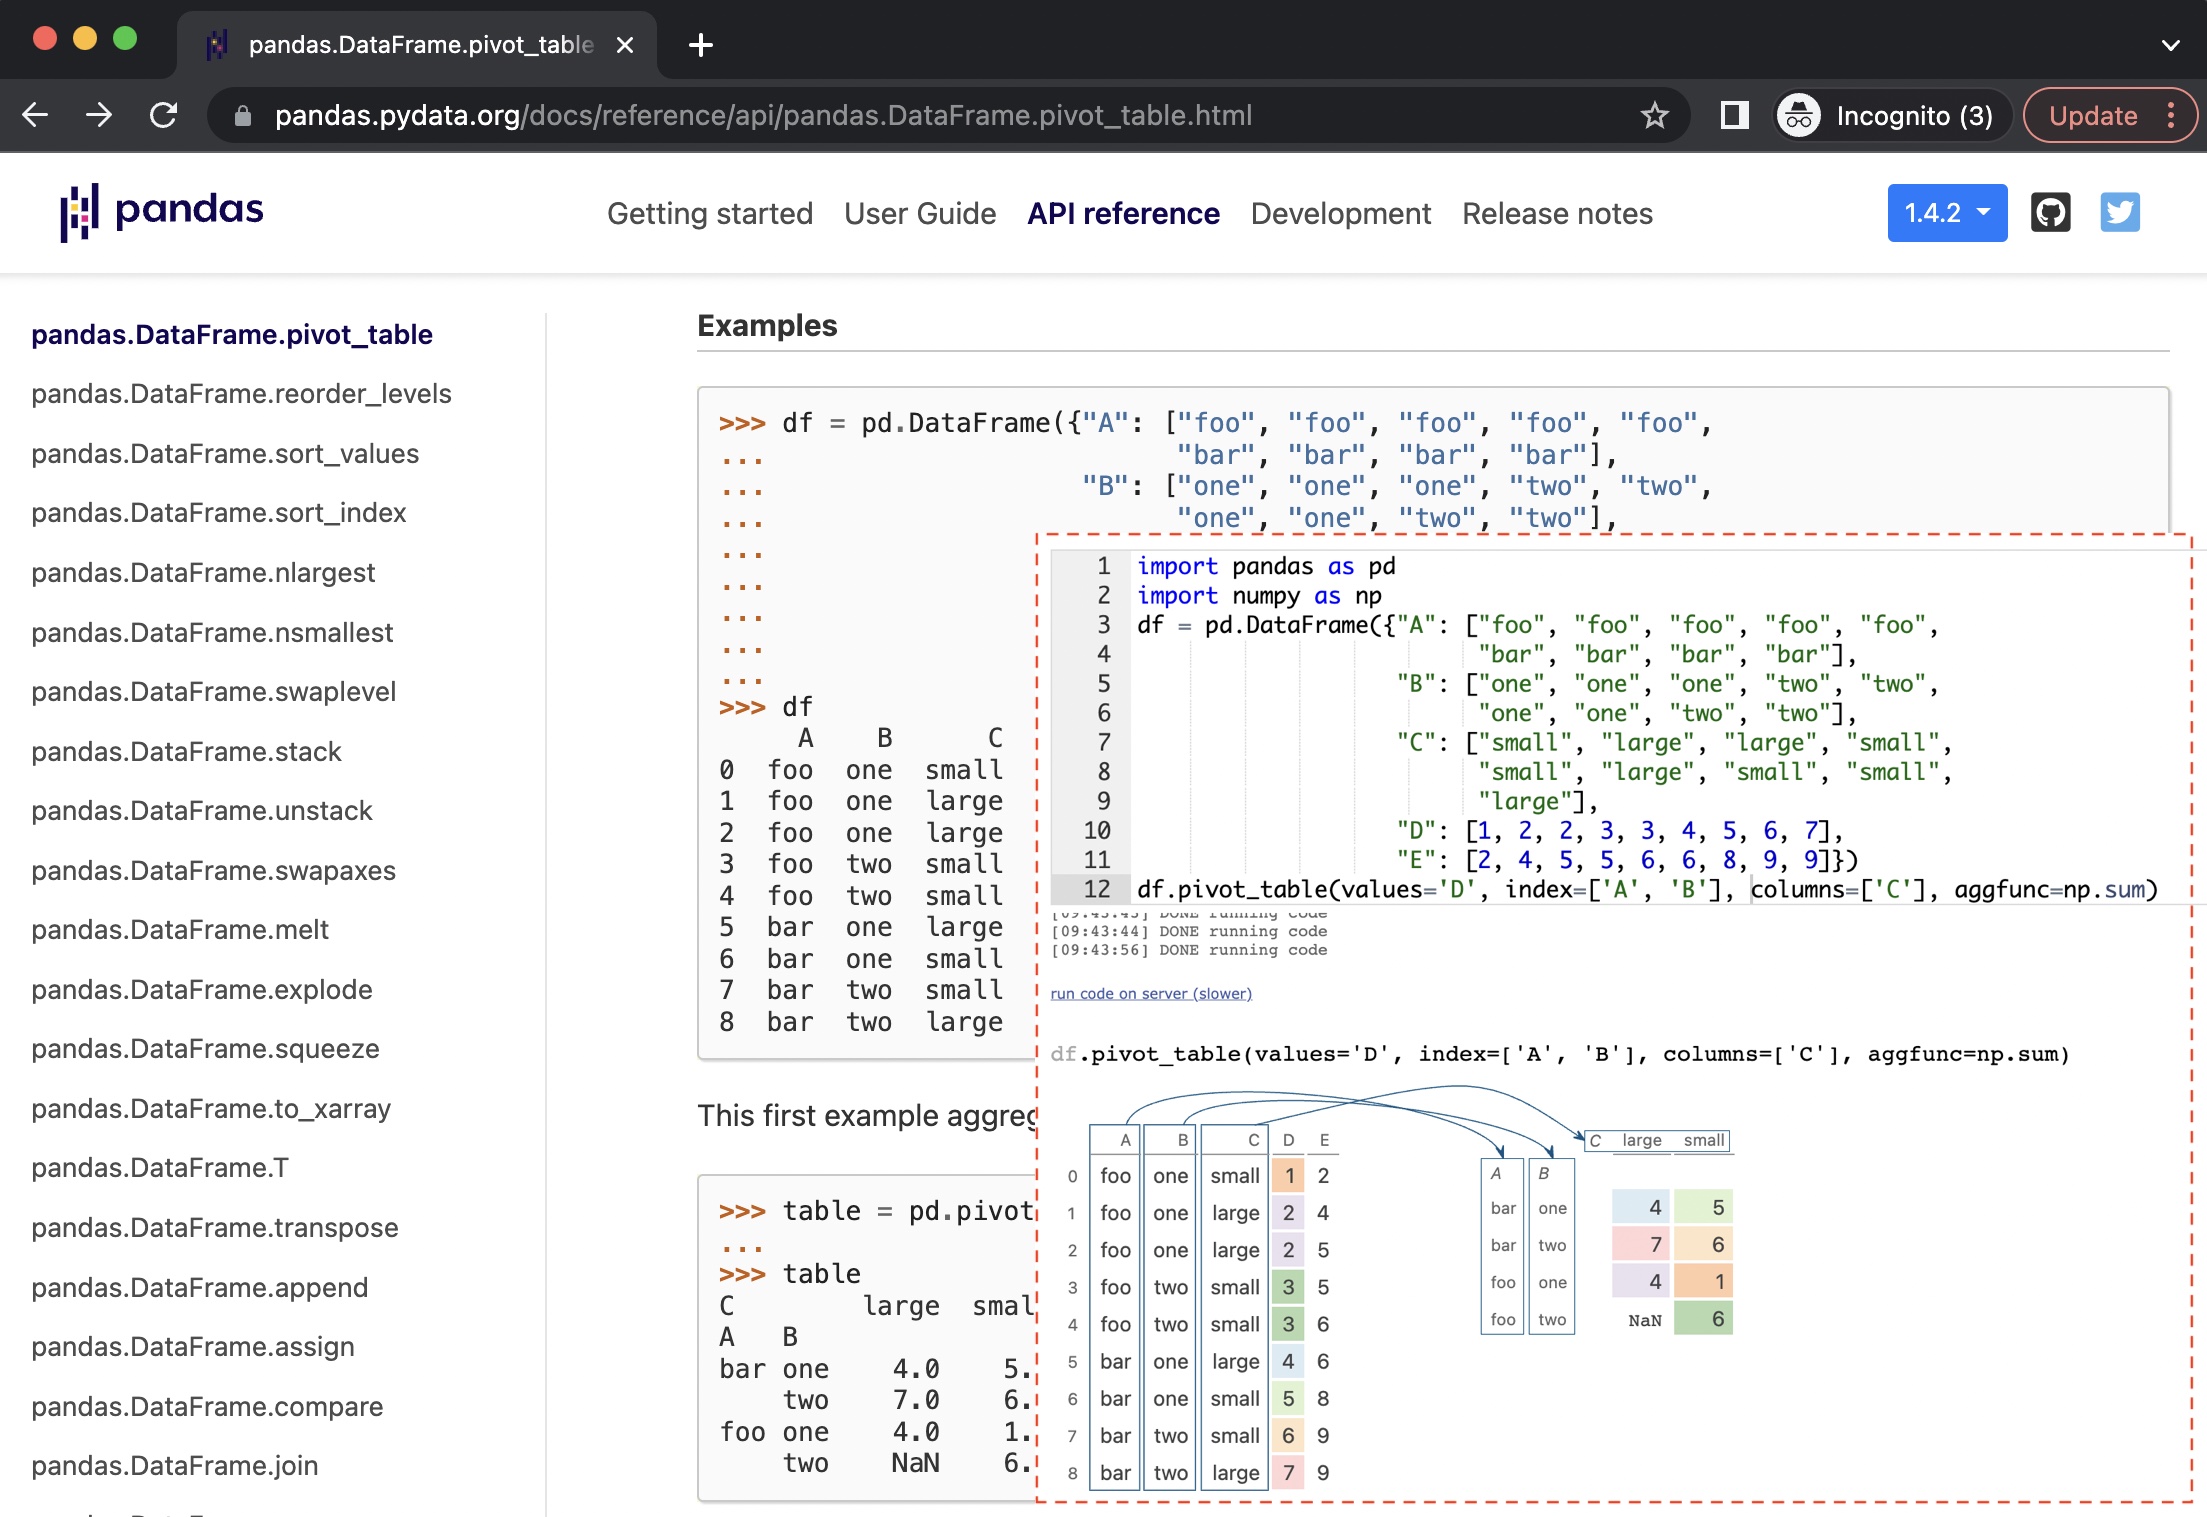 pandas.DataFrame.pivot_table
pandas.pydata.org/docs/reference/api/pandas.DataFrame.pivot_table.html
Incognito (3)
Update
pandas
Getting started User Guide API reference Development Release notes
1.4.2
pandas.DataFrame.pivot_table
pandas.DataFrame.reorder_levels
pandas.DataFrame.sort_values
pandas.DataFrame.sort_index
pandas.DataFrame.nlargest
pandas.DataFrame.nsmallest
pandas.DataFrame.swaplevel
pandas.DataFrame.stack
pandas.DataFrame.unstack
pandas.DataFrame.swapaxes
pandas.DataFrame.melt
pandas.DataFrame.explode
pandas.DataFrame.squeeze
pandas.DataFrame.to_xarray
pandas.DataFrame.T
pandas.DataFrame.transpose
pandas.DataFrame.append
pandas.DataFrame.assign
pandas.DataFrame.compare
pandas.DataFrame.join
Examples
>>> df = pd.DataFrame({"A": ["foo", "foo", "foo", "foo", "foo",
... "bar", "bar", "bar", "bar"],
... "B": ["one", "one", "one", "two", "two",
... "one", "one", "two", "two"],
...
...
...
...
...
>>> df
A B C
0 foo one small
1 foo one large
2 foo one large
3 foo two small
4 foo two small
5 bar one large
6 bar one small
7 bar two small
8 bar two large
This first example aggreg
>>> table = pd.pivot
...
>>> table
C large smal
A B
bar one 4.0 5.
two 7.0 6.
foo one 4.0 1.
two NaN 6.
1 import pandas as pd
2 import numpy as np
3 df = pd.DataFrame({"A": ["foo", "foo", "foo", "foo", "foo",
4 "bar", "bar", "bar", "bar"],
5 "B": ["one", "one", "one", "two", "two",
6 "one", "one", "two", "two"],
7 "C": ["small", "large", "large", "small",
8 "small", "large", "small", "small",
9 "large"],
10 "D": [1, 2, 2, 3, 3, 4, 5, 6, 7],
11 "E": [2, 4, 5, 5, 6, 6, 8, 9, 9]})
12 df.pivot_table(values='D', index=['A', 'B'], columns=['C'], aggfunc=np.sum)
[09:43:44] DONE running code
[09:43:56] DONE running code
run code on server (slower)
df.pivot_table(values='D', index=['A', 'B'], columns=['C'], aggfunc=np.sum)
A B C D E
0 foo one small 1 2
1 foo one large 2 4
2 foo one large 2 5
3 foo two small 3 5
4 foo two small 3 6
5 bar one large 4 6
6 bar one small 5 8
7 bar two small 6 9
8 bar two large 7 9
C large small
A B
bar one 4 5
bar two 7 6
foo one 4 1
foo two NaN 6